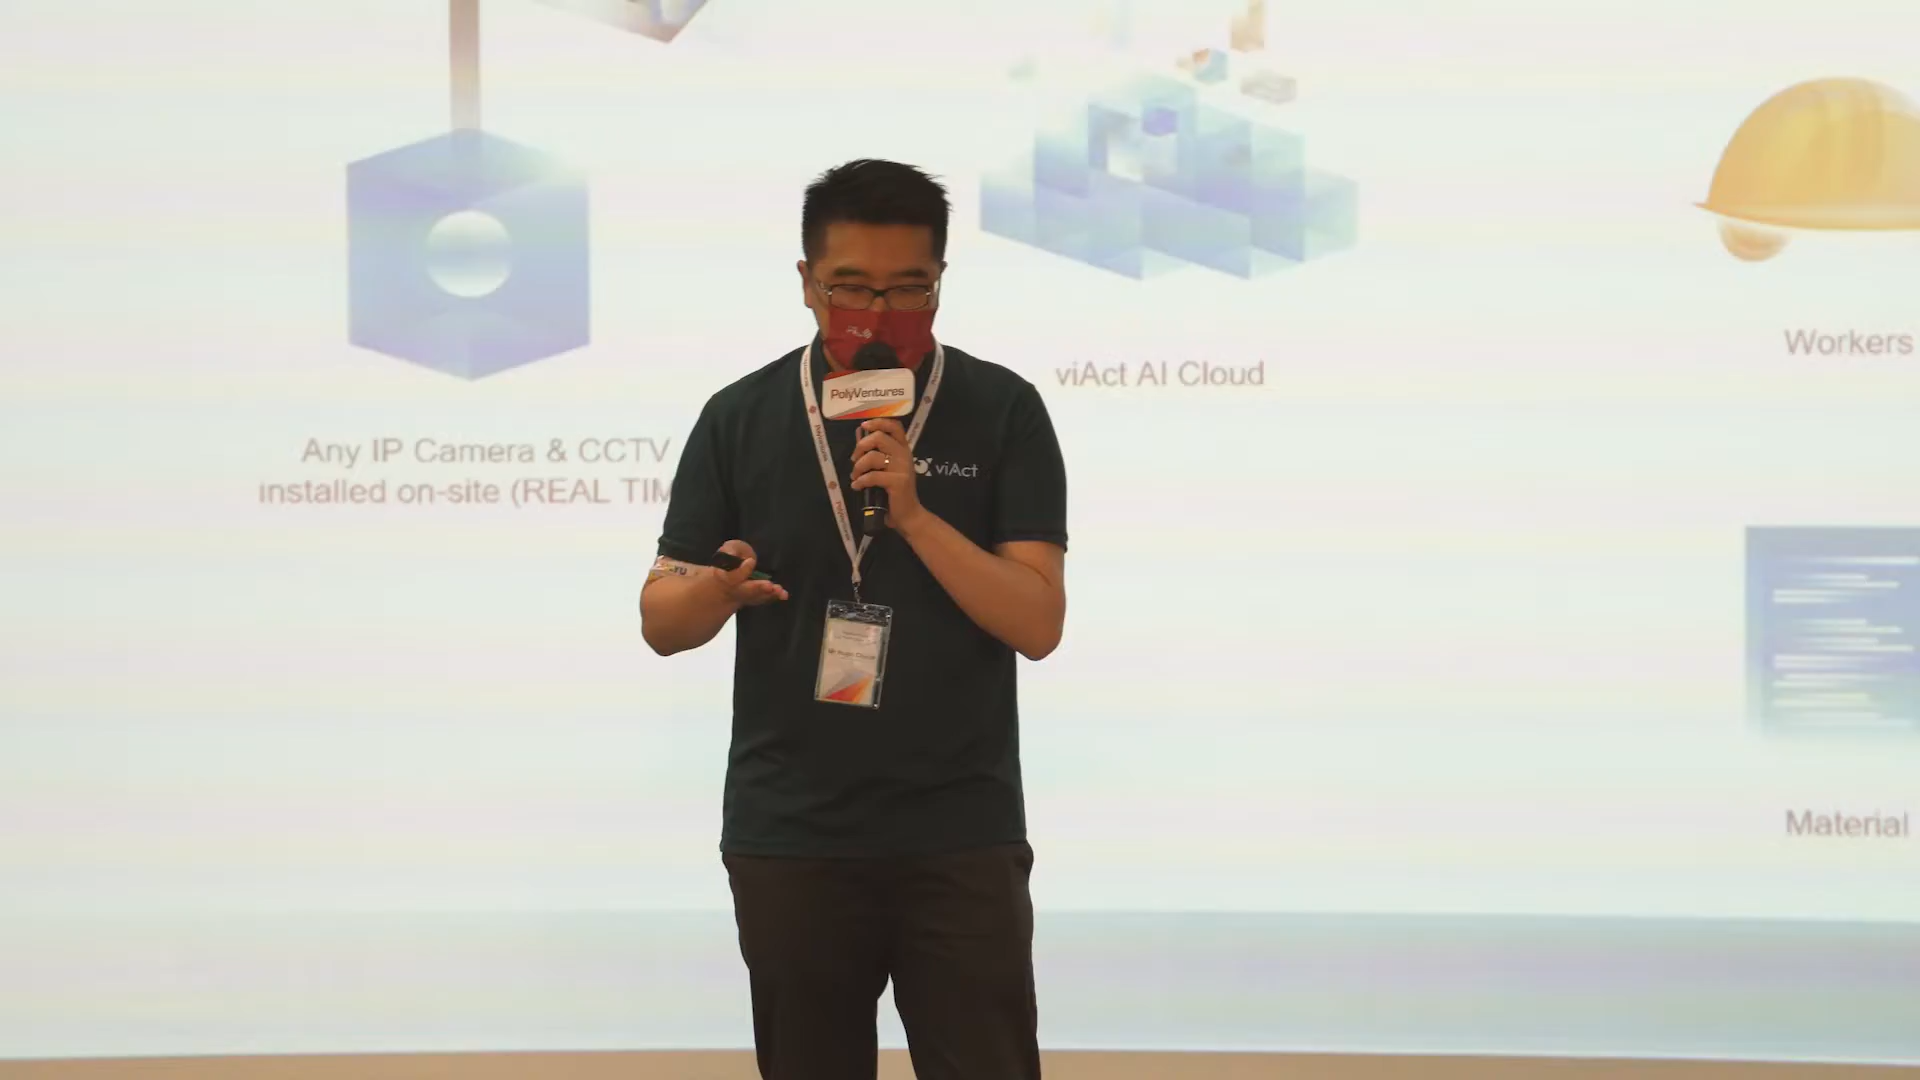 Any IP Camera & CCTV
installed on-site (REAL TIM
viAct AI Cloud
Workers
Material
PolyVentures
viAct